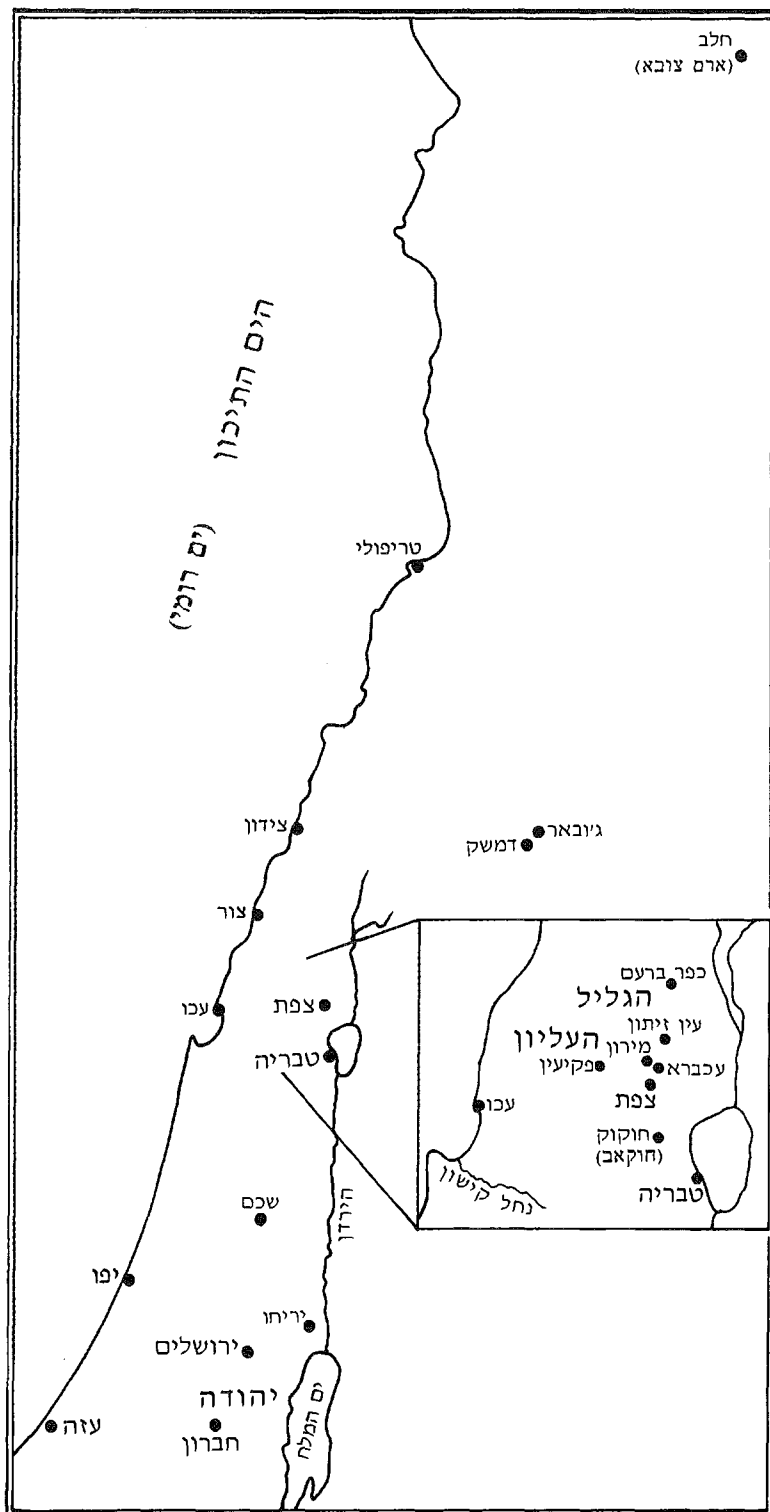 חלב
(ארם צובא)
הים התיכון
(ים רומי)
טריפולי
צידון
ג'ובאר
דמשק
צור
עכו
צפת
טבריה
הירדן
שכם
יפו
יריחו
ירושלים
יהודה
חברון
עזה
ים המלח
כפר ברעם
הגליל
עין זיתון
העליון
מירון
עכברא
פקיעין
צפת
עכו
חוקוק
(חוקאב)
טבריה
נחל קישון